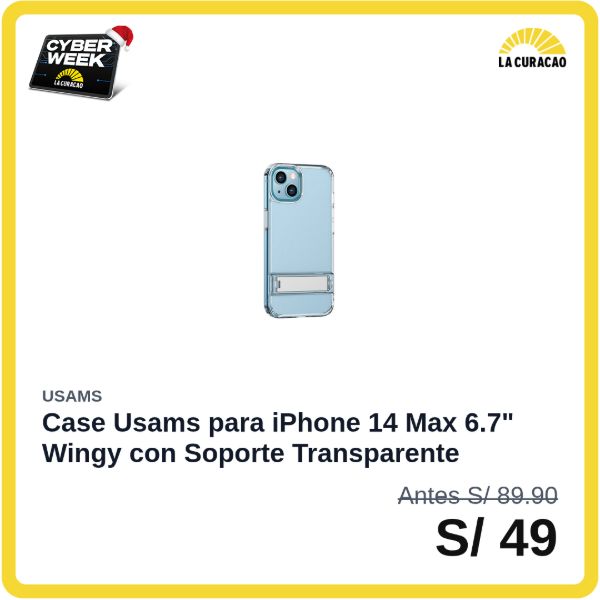 CYBER
WEEK
LA CURACAO
LA CURACAO
USAMS
Case Usams para iPhone 14 Max 6.7"
Wingy con Soporte Transparente
Antes S/ 89.90
S/ 49